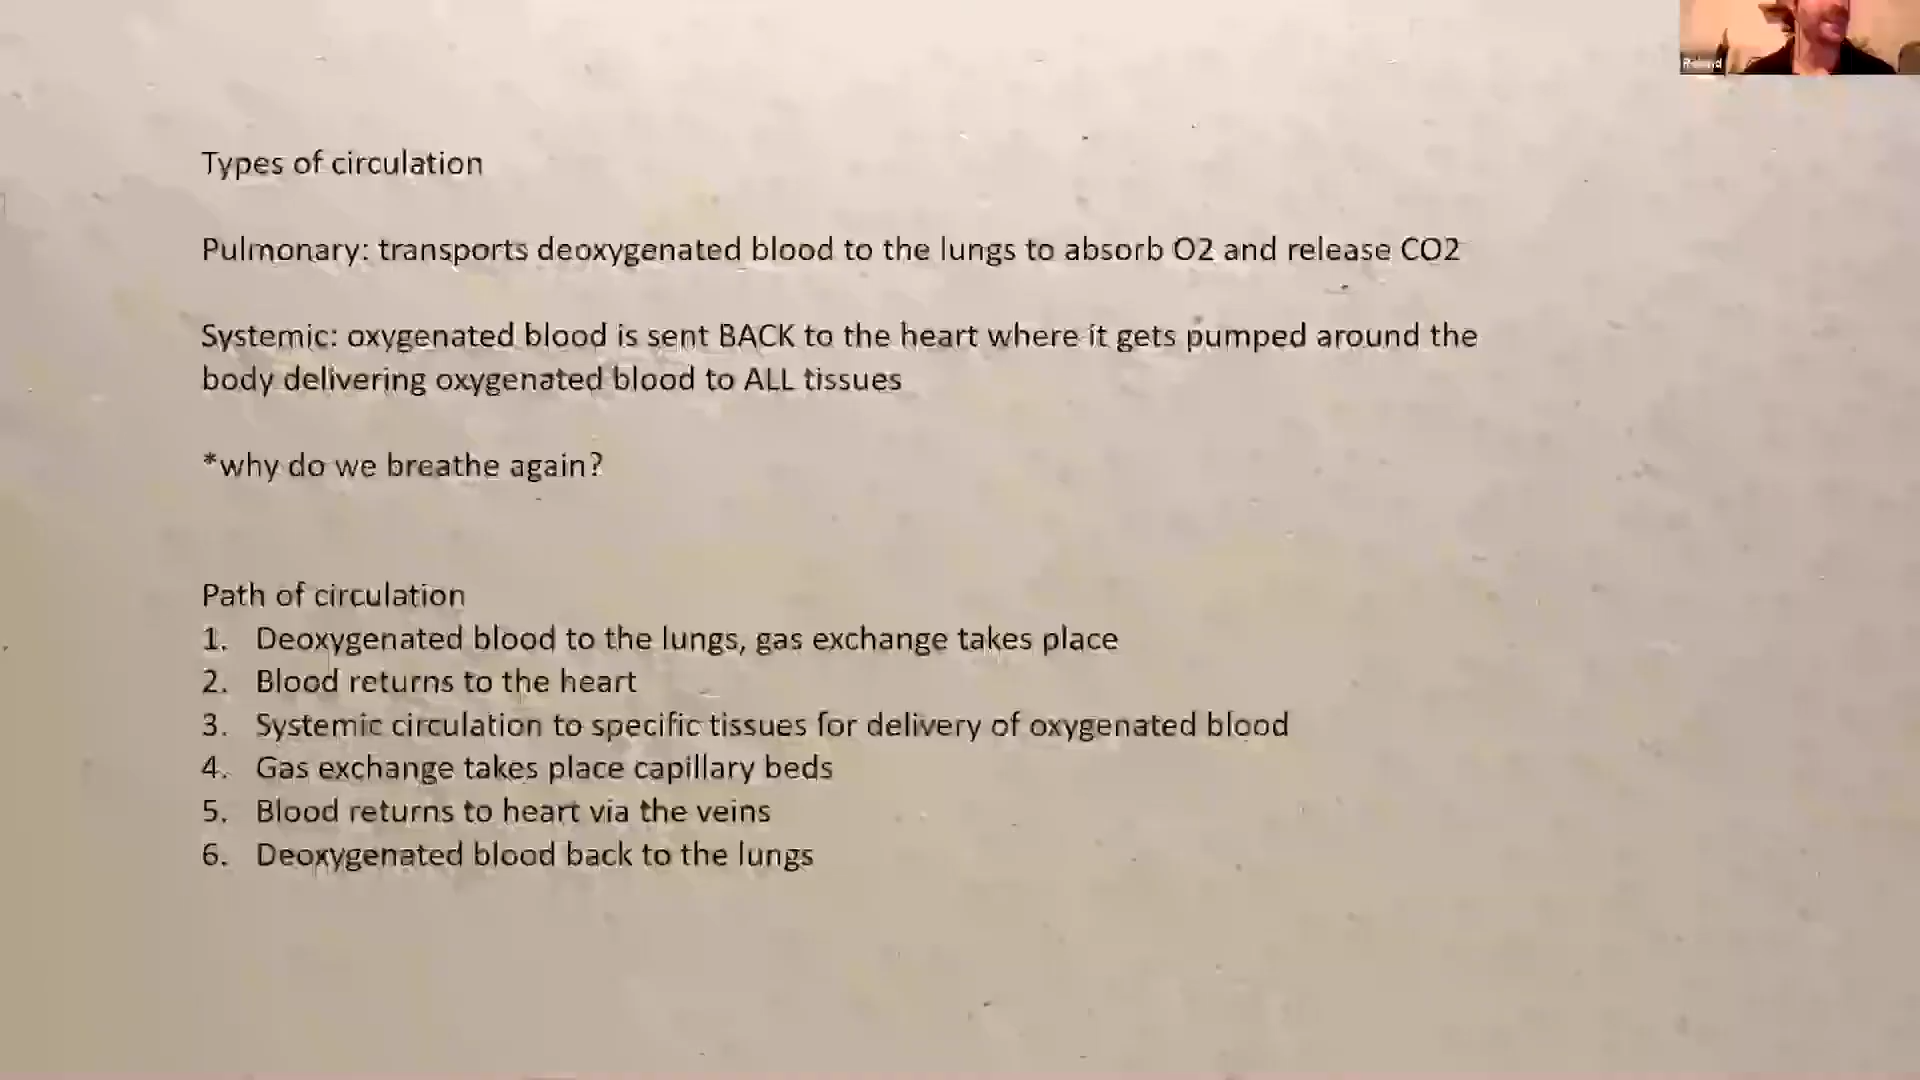 Types of circulation
Pulmonary: transports deoxygenated blood to the lungs to absorb O2 and release CO2
Systemic: oxygenated blood is sent BACK to the heart where it gets pumped around the
body delivering oxygenated blood to ALL tissues
*why do we breathe again?
Path of circulation
1. Deoxygenated blood to the lungs, gas exchange takes place
2. Blood returns to the heart
3. Systemic circulation to specific tissues for delivery of oxygenated blood
4. Gas exchange takes place capillary beds
5. Blood returns to heart via the veins
6. Deoxygenated blood back to the lungs